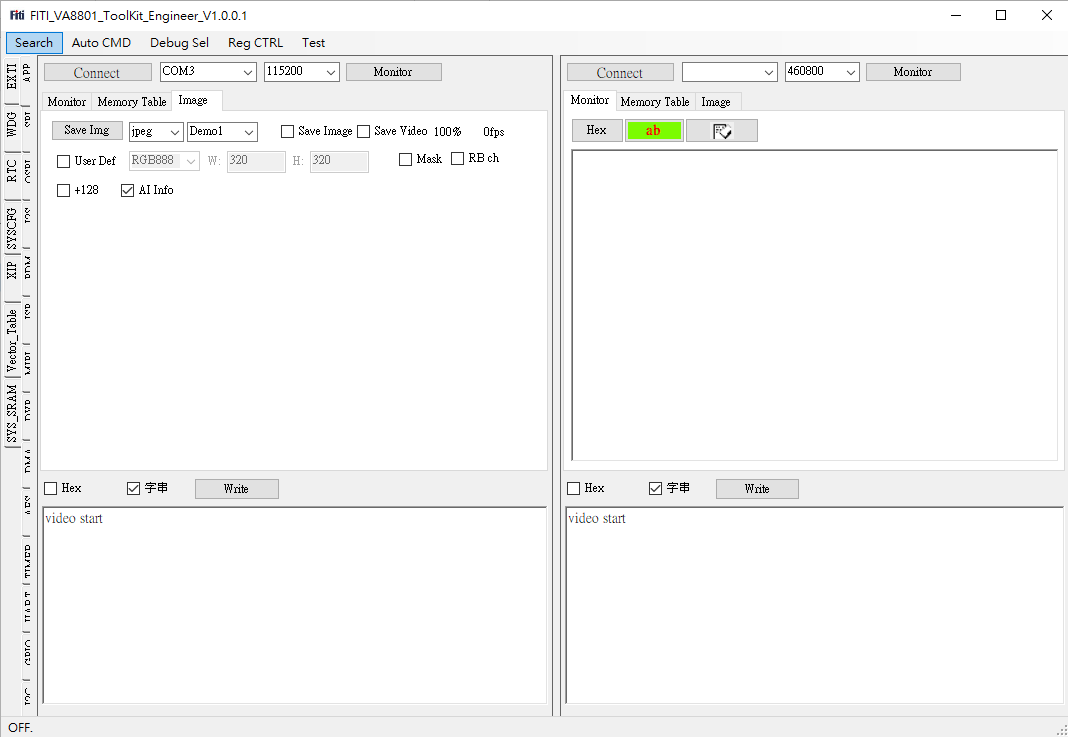 Fiti FITI_VA8801_ToolKit_Engineer_V1.0.0.1
Search Auto CMD Debug Sel Reg CTRL Test
EXTI
WDG
RTC
SYSCFG
XIP
Vector_Table
SYS_SRAM
APP
Connect COM3 115200 Monitor
Monitor Memory Table Image
Save Img jpeg Demo1 Save Image Save Video 100% 0fps
User Def RGB888 W: 320 H: 320 Mask RB ch
+128 AI Info
Hex 字串 Write
video start
Connect 460800 Monitor
Monitor Memory Table Image
Hex ab
Hex 字串 Write
video start
OFF.